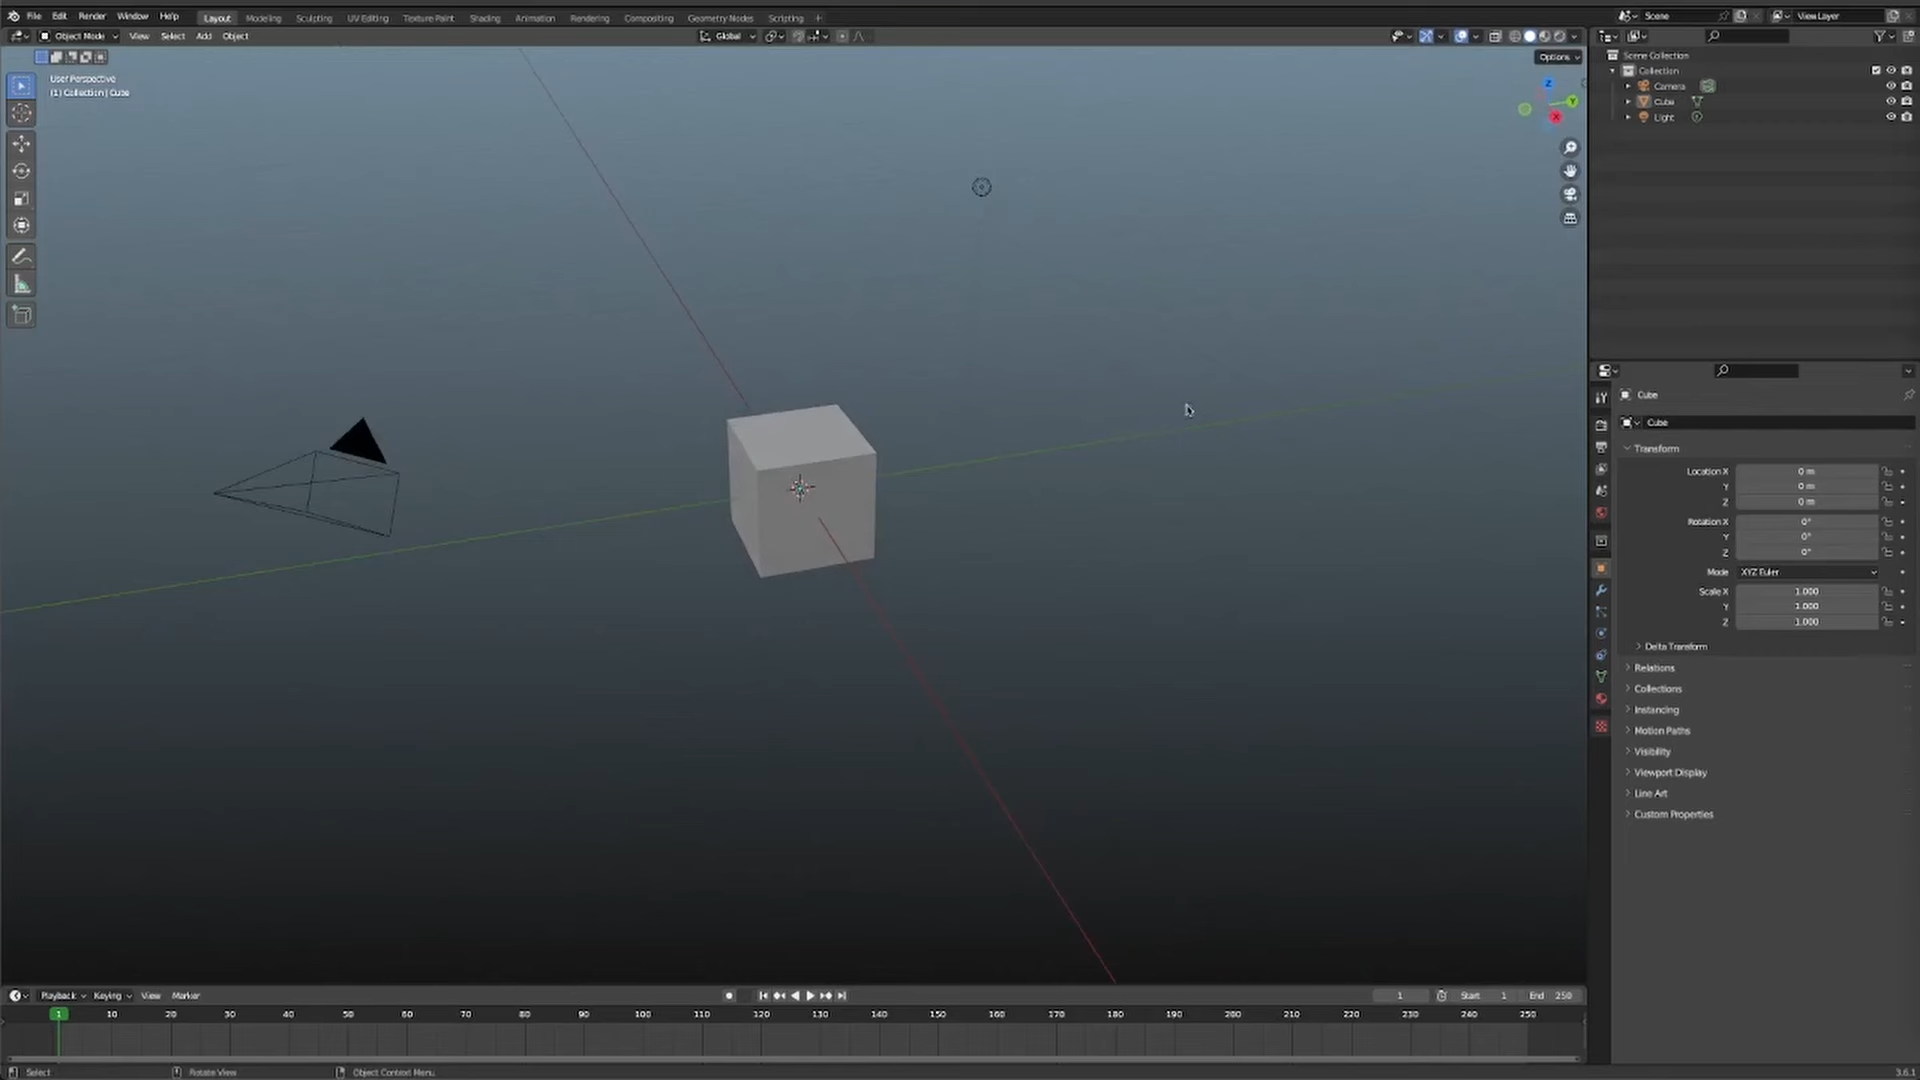 File Edit Render Window Help Layout Modeling Sculpting UV Editing Texture Paint Shading Animation Rendering Compositing Geometry Nodes Scripting + Scene ViewLayer
Object Mode View Select Add Object Global
Options
User Perspective
(1) Collection | Cube
Z
Y
X
Scene Collection
Collection
Camera
Cube
Light
Cube
Cube
Transform
Location X 0 m
Y 0 m
Z 0 m
Rotation X 0°
Y 0°
Z 0°
Mode XYZ Euler
Scale X 1.000
Y 1.000
Z 1.000
Delta Transform
Relations
Collections
Instancing
Motion Paths
Visibility
Viewport Display
Line Art
Custom Properties
Playback Keying View Marker 1 Start 1 End 250
1 10 20 30 40 50 60 70 80 90 100 110 120 130 140 150 160 170 180 190 200 210 220 230 240 250
Select Rotate View Object Context Menu 3.6.1